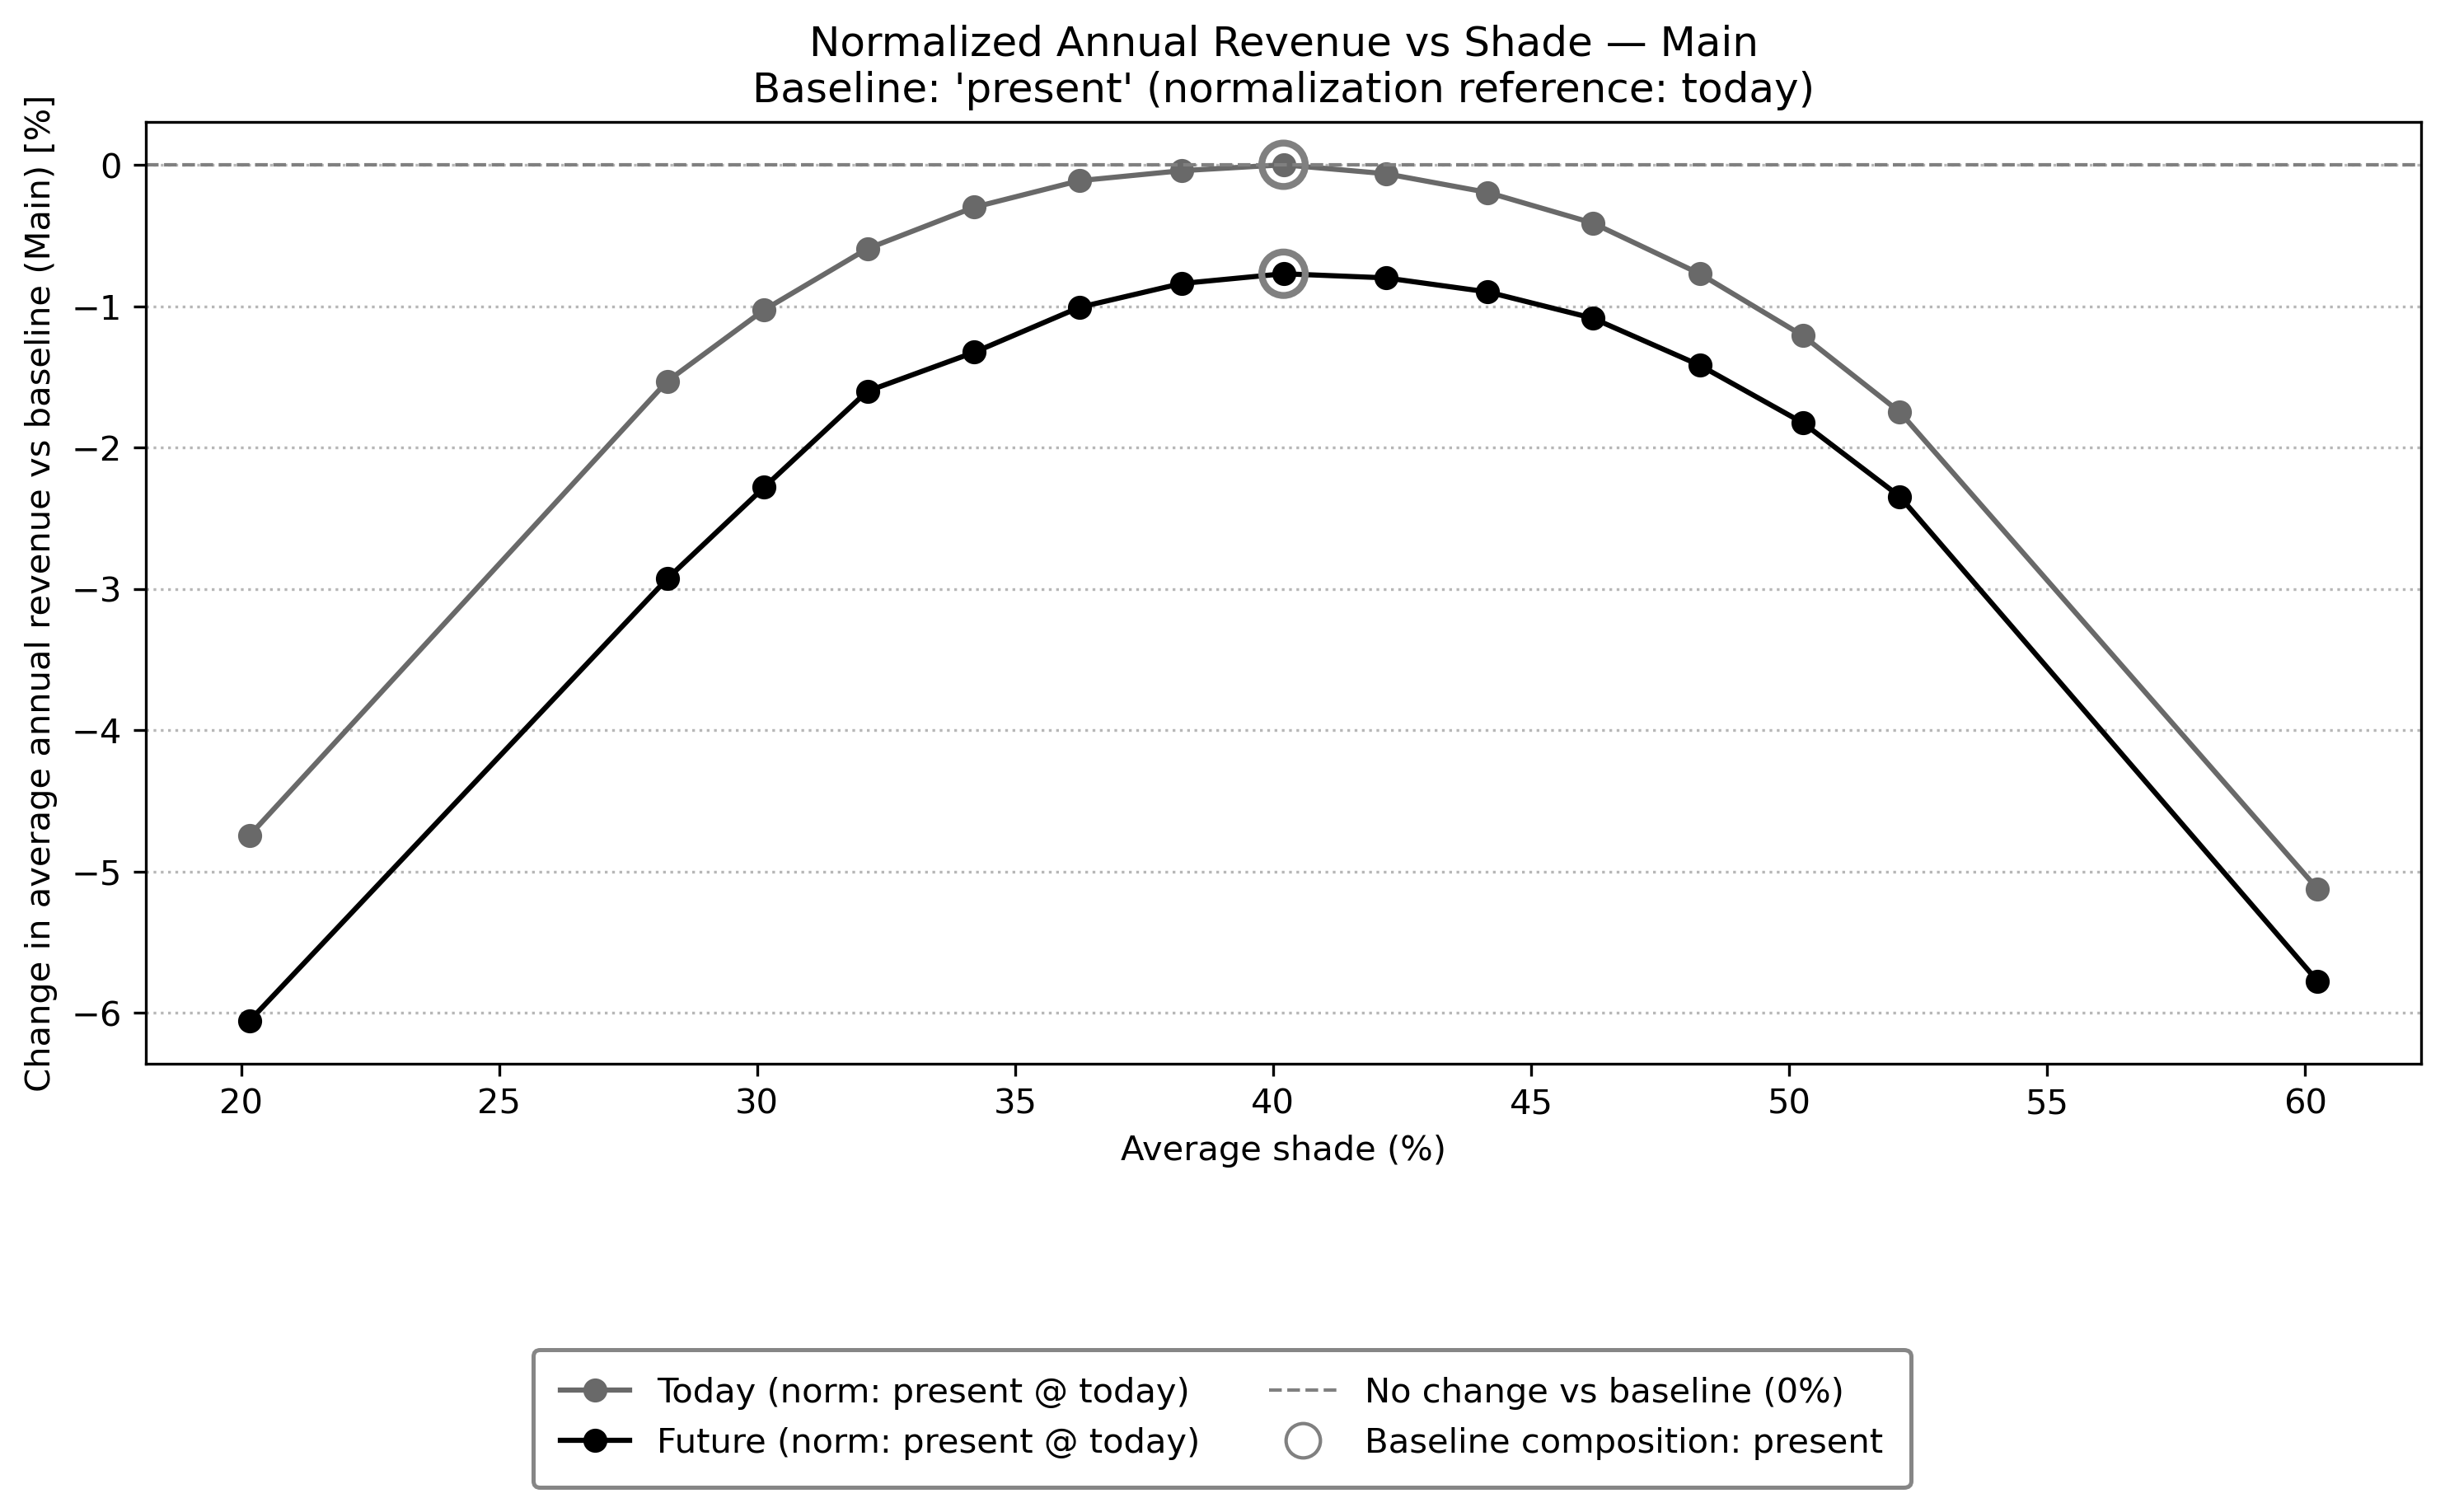 Normalized Annual Revenue vs Shade — Main
Baseline: 'present' (normalization reference: today)
Change in average annual revenue vs baseline (Main) [%]
0
−1
−2
−3
−4
−5
−6
20 25 30 35 40 45 50 55 60
Average shade (%)
Today (norm: present @ today)
Future (norm: present @ today)
No change vs baseline (0%)
Baseline composition: present